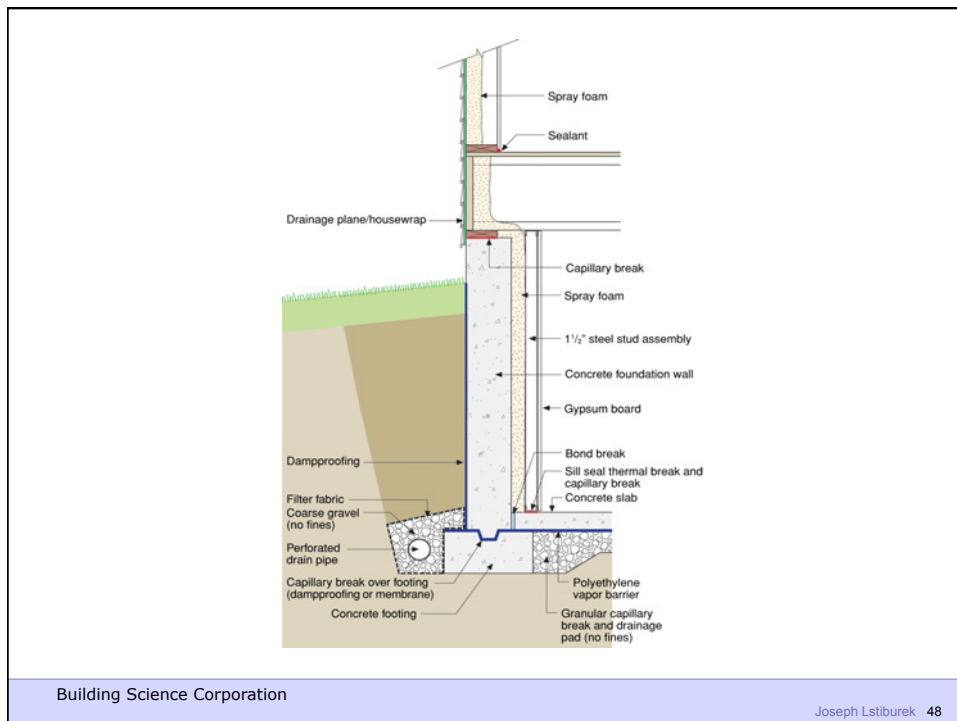 Spray foam
Sealant
Drainage plane/housewrap
Capillary break
Spray foam
1 1/2" steel stud assembly
Concrete foundation wall
Gypsum board
Bond break
Dampproofing
Sill seal thermal break and
capillary break
Concrete slab
Filter fabric
Coarse gravel
(no fines)
Perforated
drain pipe
Capillary break over footing
(dampproofing or membrane)
Concrete footing
Polyethylene
vapor barrier
Granular capillary
break and drainage
pad (no fines)
Building Science Corporation
Joseph Lstiburek 48